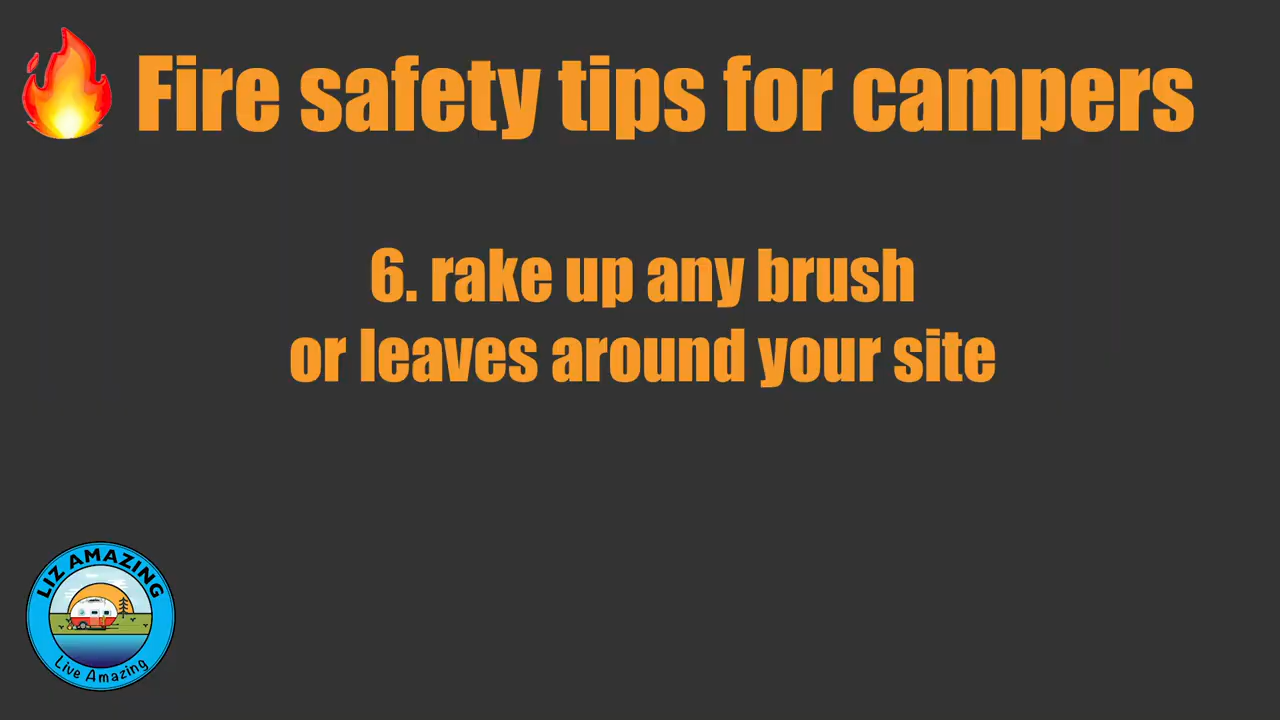 Fire safety tips for campers
6. rake up any brush
or leaves around your site
LIZ AMAZING
Live Amazing